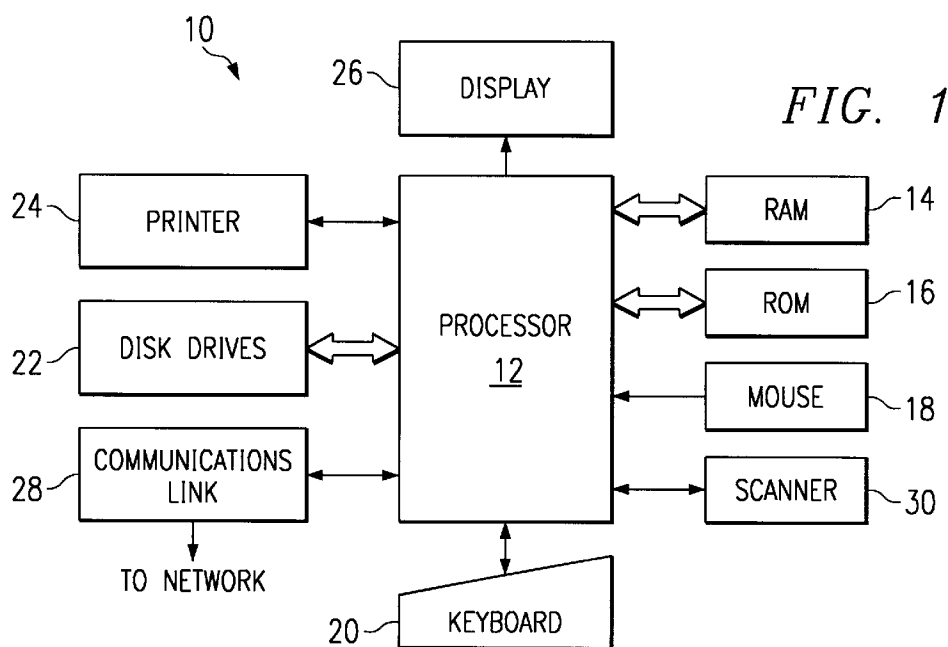 10
26
DISPLAY
FIG. 1
24
PRINTER
RAM
14
ROM
16
22
DISK DRIVES
PROCESSOR
12
MOUSE
18
28
COMMUNICATIONS
LINK
SCANNER
30
TO NETWORK
20
KEYBOARD